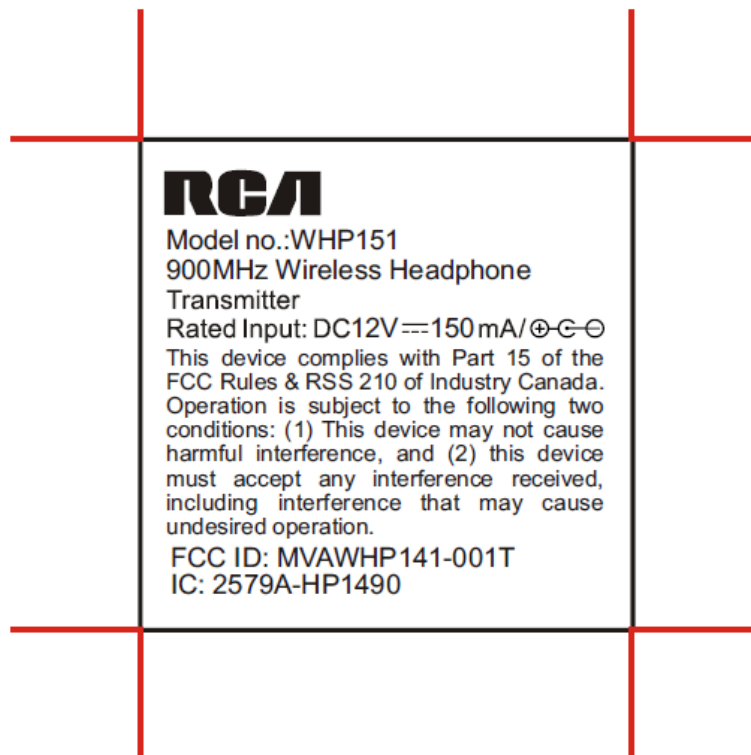 RCA
Model no.:WHP151
900MHz Wireless Headphone
Transmitter
Rated Input: DC12V⎓150mA/
This device complies with Part 15 of the
FCC Rules & RSS 210 of Industry Canada.
Operation is subject to the following two
conditions: (1) This device may not cause
harmful interference, and (2) this device
must accept any interference received,
including interference that may cause
undesired operation.
FCC ID: MVAWHP141-001T
IC: 2579A-HP1490